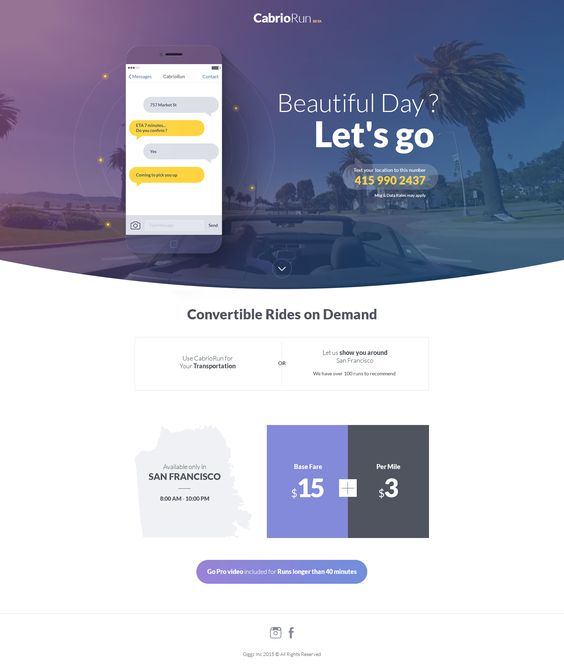 CabrioRun BETA
Messages CabrioRun Contact
757 Market St
ETA 7 minutes...
Do you confirm ?
Yes
Coming to pick you up
Text Message
Send
Beautiful Day ?
Let's go
Text your location to this number
415 990 2437
Msg & Data Rates may apply
Convertible Rides on Demand
Use CabrioRun for
Your Transportation
OR
Let us show you around
San Francisco
We have over 100 runs to recommend
Available only in
SAN FRANCISCO
8:00 AM - 10:00 PM
Base Fare
$15
+
Per Mile
$3
Go Pro video included for Runs longer than 40 minutes
Giggz Inc 2015 © All Rights Reserved